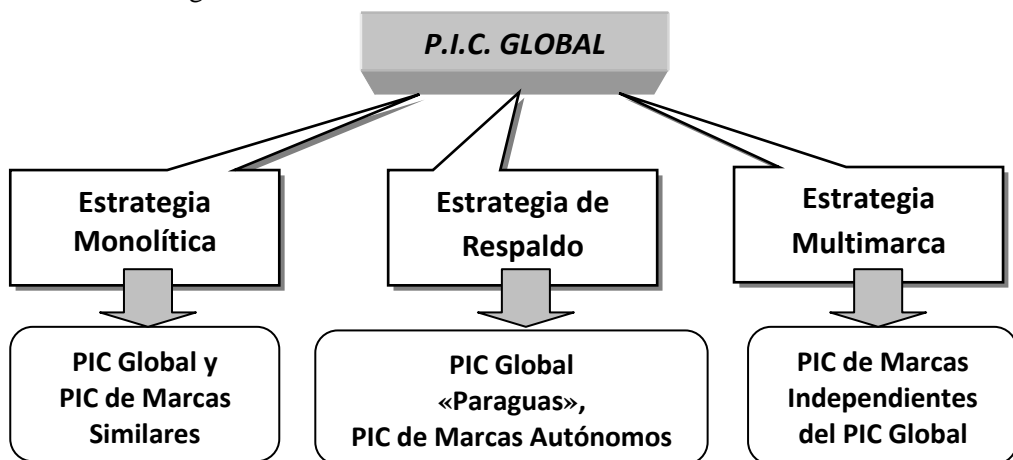 P.I.C. GLOBAL
Estrategia
Monolítica
Estrategia de
Respaldo
Estrategia
Multimarca
PIC Global y
PIC de Marcas
Similares
PIC Global
«Paraguas»,
PIC de Marcas Autónomos
PIC de Marcas
Independientes
del PIC Global